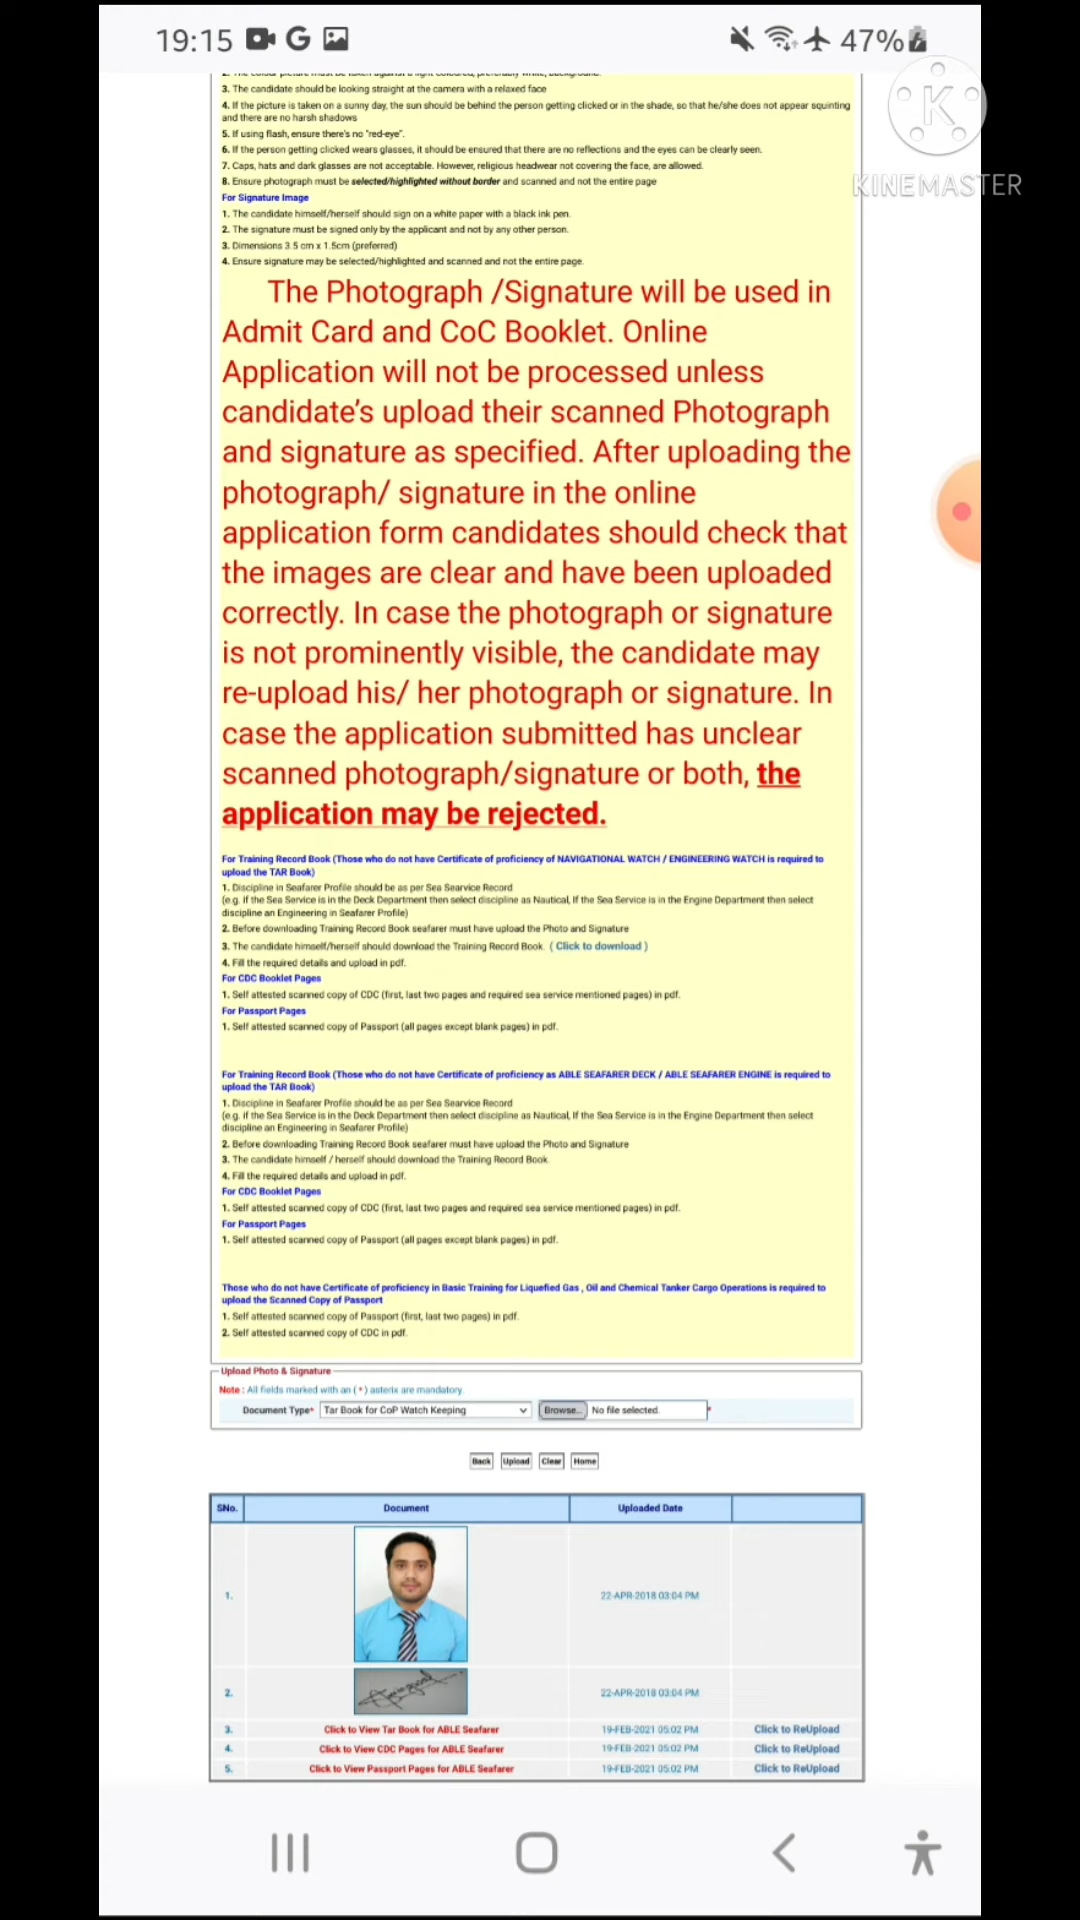 19:15 G 47%
K
KINEMASTER
2. The colour picture must be taken against a light coloured, preferably white, background.
3. The candidate should be looking straight at the camera with a relaxed face
4. If the picture is taken on a sunny day, the sun should be behind the person getting clicked or in the shade, so that he/she does not appear squinting
and there are no harsh shadows
5. If using flash, ensure there's no "red-eye".
6. If the person getting clicked wears glasses, it should be ensured that there are no reflections and the eyes can be clearly seen.
7. Caps, hats and dark glasses are not acceptable. However, religious headwear not covering the face, are allowed.
8. Ensure photograph must be selected/highlighted without border and scanned and not the entire page
For Signature Image
1. The candidate himself/herself should sign on a white paper with a black ink pen.
2. The signature must be signed only by the applicant and not by any other person.
3. Dimensions 3.5 cm x 1.5cm (preferred)
4. Ensure signature may be selected/highlighted and scanned and not the entire page.
The Photograph /Signature will be used in
Admit Card and CoC Booklet. Online
Application will not be processed unless
candidate's upload their scanned Photograph
and signature as specified. After uploading the
photograph/ signature in the online
application form candidates should check that
the images are clear and have been uploaded
correctly. In case the photograph or signature
is not prominently visible, the candidate may
re-upload his/ her photograph or signature. In
case the application submitted has unclear
scanned photograph/signature or both, the
application may be rejected.
For Training Record Book (Those who do not have Certificate of proficiency of NAVIGATIONAL WATCH / ENGINEERING WATCH is required to
upload the TAR Book)
1. Discipline in Seafarer Profile should be as per Sea Searvice Record
(e.g. if the Sea Service is in the Deck Department then select discipline as Nautical, If the Sea Service is in the Engine Department then select
discipline an Engineering in Seafarer Profile)
2. Before downloading Training Record Book seafarer must have upload the Photo and Signature
3. The candidate himself/herself should download the Training Record Book. ( Click to download )
4. Fill the required details and upload in pdf.
For CDC Booklet Pages
1. Self attested scanned copy of CDC (first, last two pages and required sea service mentioned pages) in pdf.
For Passport Pages
1. Self attested scanned copy of Passport (all pages except blank pages) in pdf.
For Training Record Book (Those who do not have Certificate of proficiency as ABLE SEAFARER DECK / ABLE SEAFARER ENGINE is required to
upload the TAR Book)
1. Discipline in Seafarer Profile should be as per Sea Searvice Record
(e.g. if the Sea Service is in the Deck Department then select discipline as Nautical, If the Sea Service is in the Engine Department then select
discipline an Engineering in Seafarer Profile)
2. Before downloading Training Record Book seafarer must have upload the Photo and Signature
3. The candidate himself / herself should download the Training Record Book.
4. Fill the required details and upload in pdf.
For CDC Booklet Pages
1. Self attested scanned copy of CDC (first, last two pages and required sea service mentioned pages) in pdf.
For Passport Pages
1. Self attested scanned copy of Passport (all pages except blank pages) in pdf.
Those who do not have Certificate of proficiency in Basic Training for Liquefied Gas , Oil and Chemical Tanker Cargo Operations is required to
upload the Scanned Copy of Passport
1. Self attested scanned copy of Passport (first, last two pages) in pdf.
2. Self attested scanned copy of CDC in pdf.
Upload Photo & Signature
Note : All fields marked with an ( * ) asterix are mandatory.
Document Type* Tar Book for CoP Watch Keeping Browse... No file selected. *
Back Upload Clear Home
SNo. Document Uploaded Date
1. 22-APR-2018 03:04 PM
2. 22-APR-2018 03:04 PM
3. Click to View Tar Book for ABLE Seafarer 19-FEB-2021 05:02 PM Click to ReUpload
4. Click to View CDC Pages for ABLE Seafarer 19-FEB-2021 05:02 PM Click to ReUpload
5. Click to View Passport Pages for ABLE Seafarer 19-FEB-2021 05:02 PM Click to ReUpload